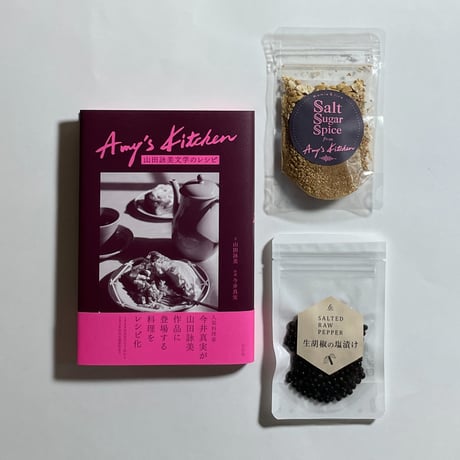 Amy's Kitchen
山田詠美文学のレシピ
山田詠美
今井真実
人気料理家
今井真実が
山田詠美
作品に
登場する
料理を
レシピ化
Salt
Sugar
Spice
from
Amy's Kitchen
SALTED
RAW
PEPPER
生胡椒の塩漬け